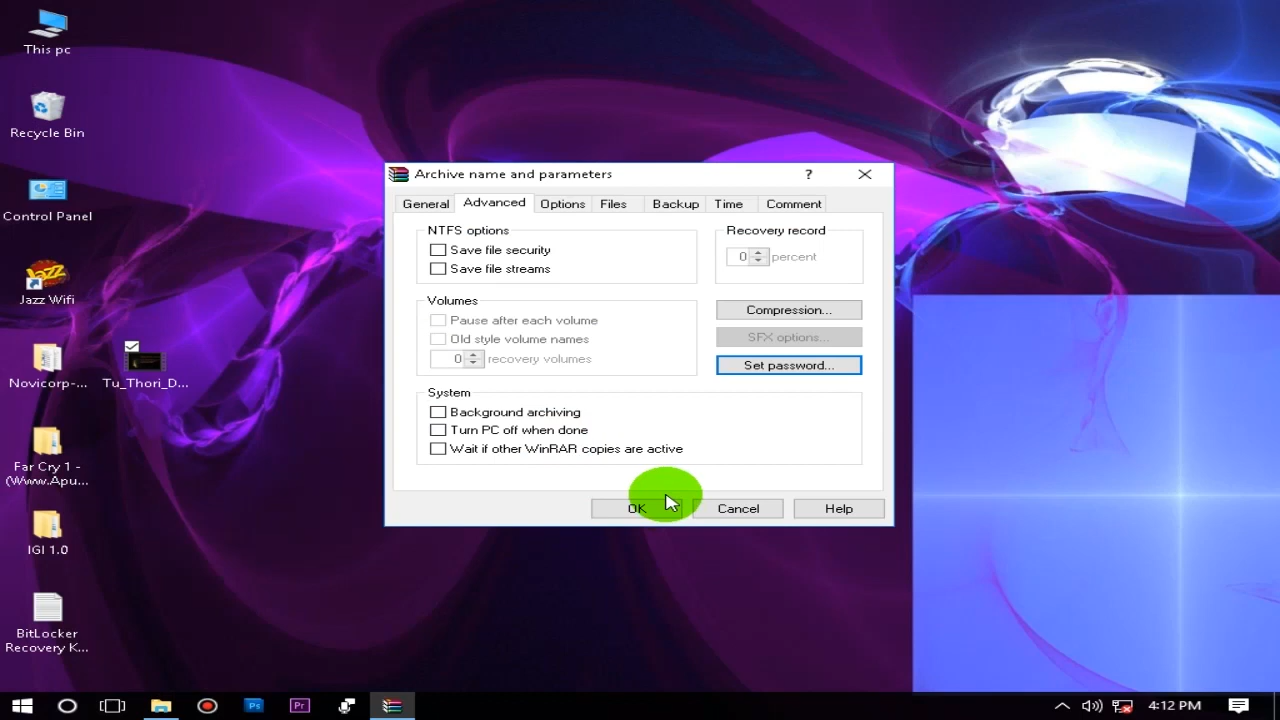 This pc
Recycle Bin
Control Panel
Jazz Wifi
Novicorp-...
Tu_Thori_D...
Far Cry 1 -
(Www.Apu...
IGI 1.0
BitLocker
Recovery K...
Archive name and parameters
?
General Advanced Options Files Backup Time Comment
NTFS options
Save file security
Save file streams
Recovery record
0 percent
Volumes
Pause after each volume
Old style volume names
0 recovery volumes
Compression...
SFX options...
Set password...
System
Background archiving
Turn PC off when done
Wait if other WinRAR copies are active
OK Cancel Help
Ps
Pr
4:12 PM